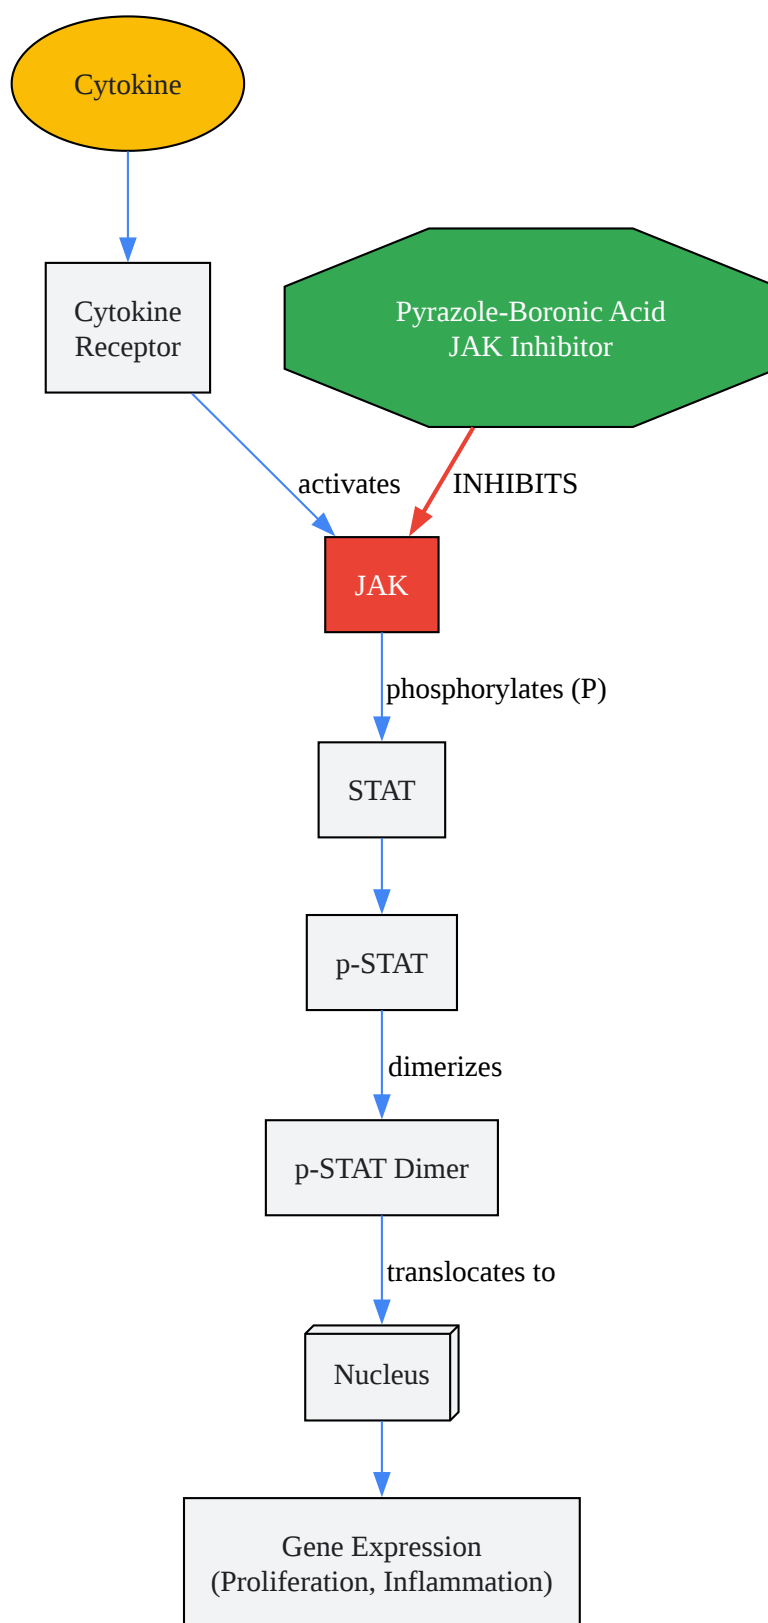 Cytokine
Cytokine
Receptor
Pyrazole-Boronic Acid
JAK Inhibitor
activates
INHIBITS
JAK
phosphorylates (P)
STAT
p-STAT
dimerizes
p-STAT Dimer
translocates to
Nucleus
Gene Expression
(Proliferation, Inflammation)